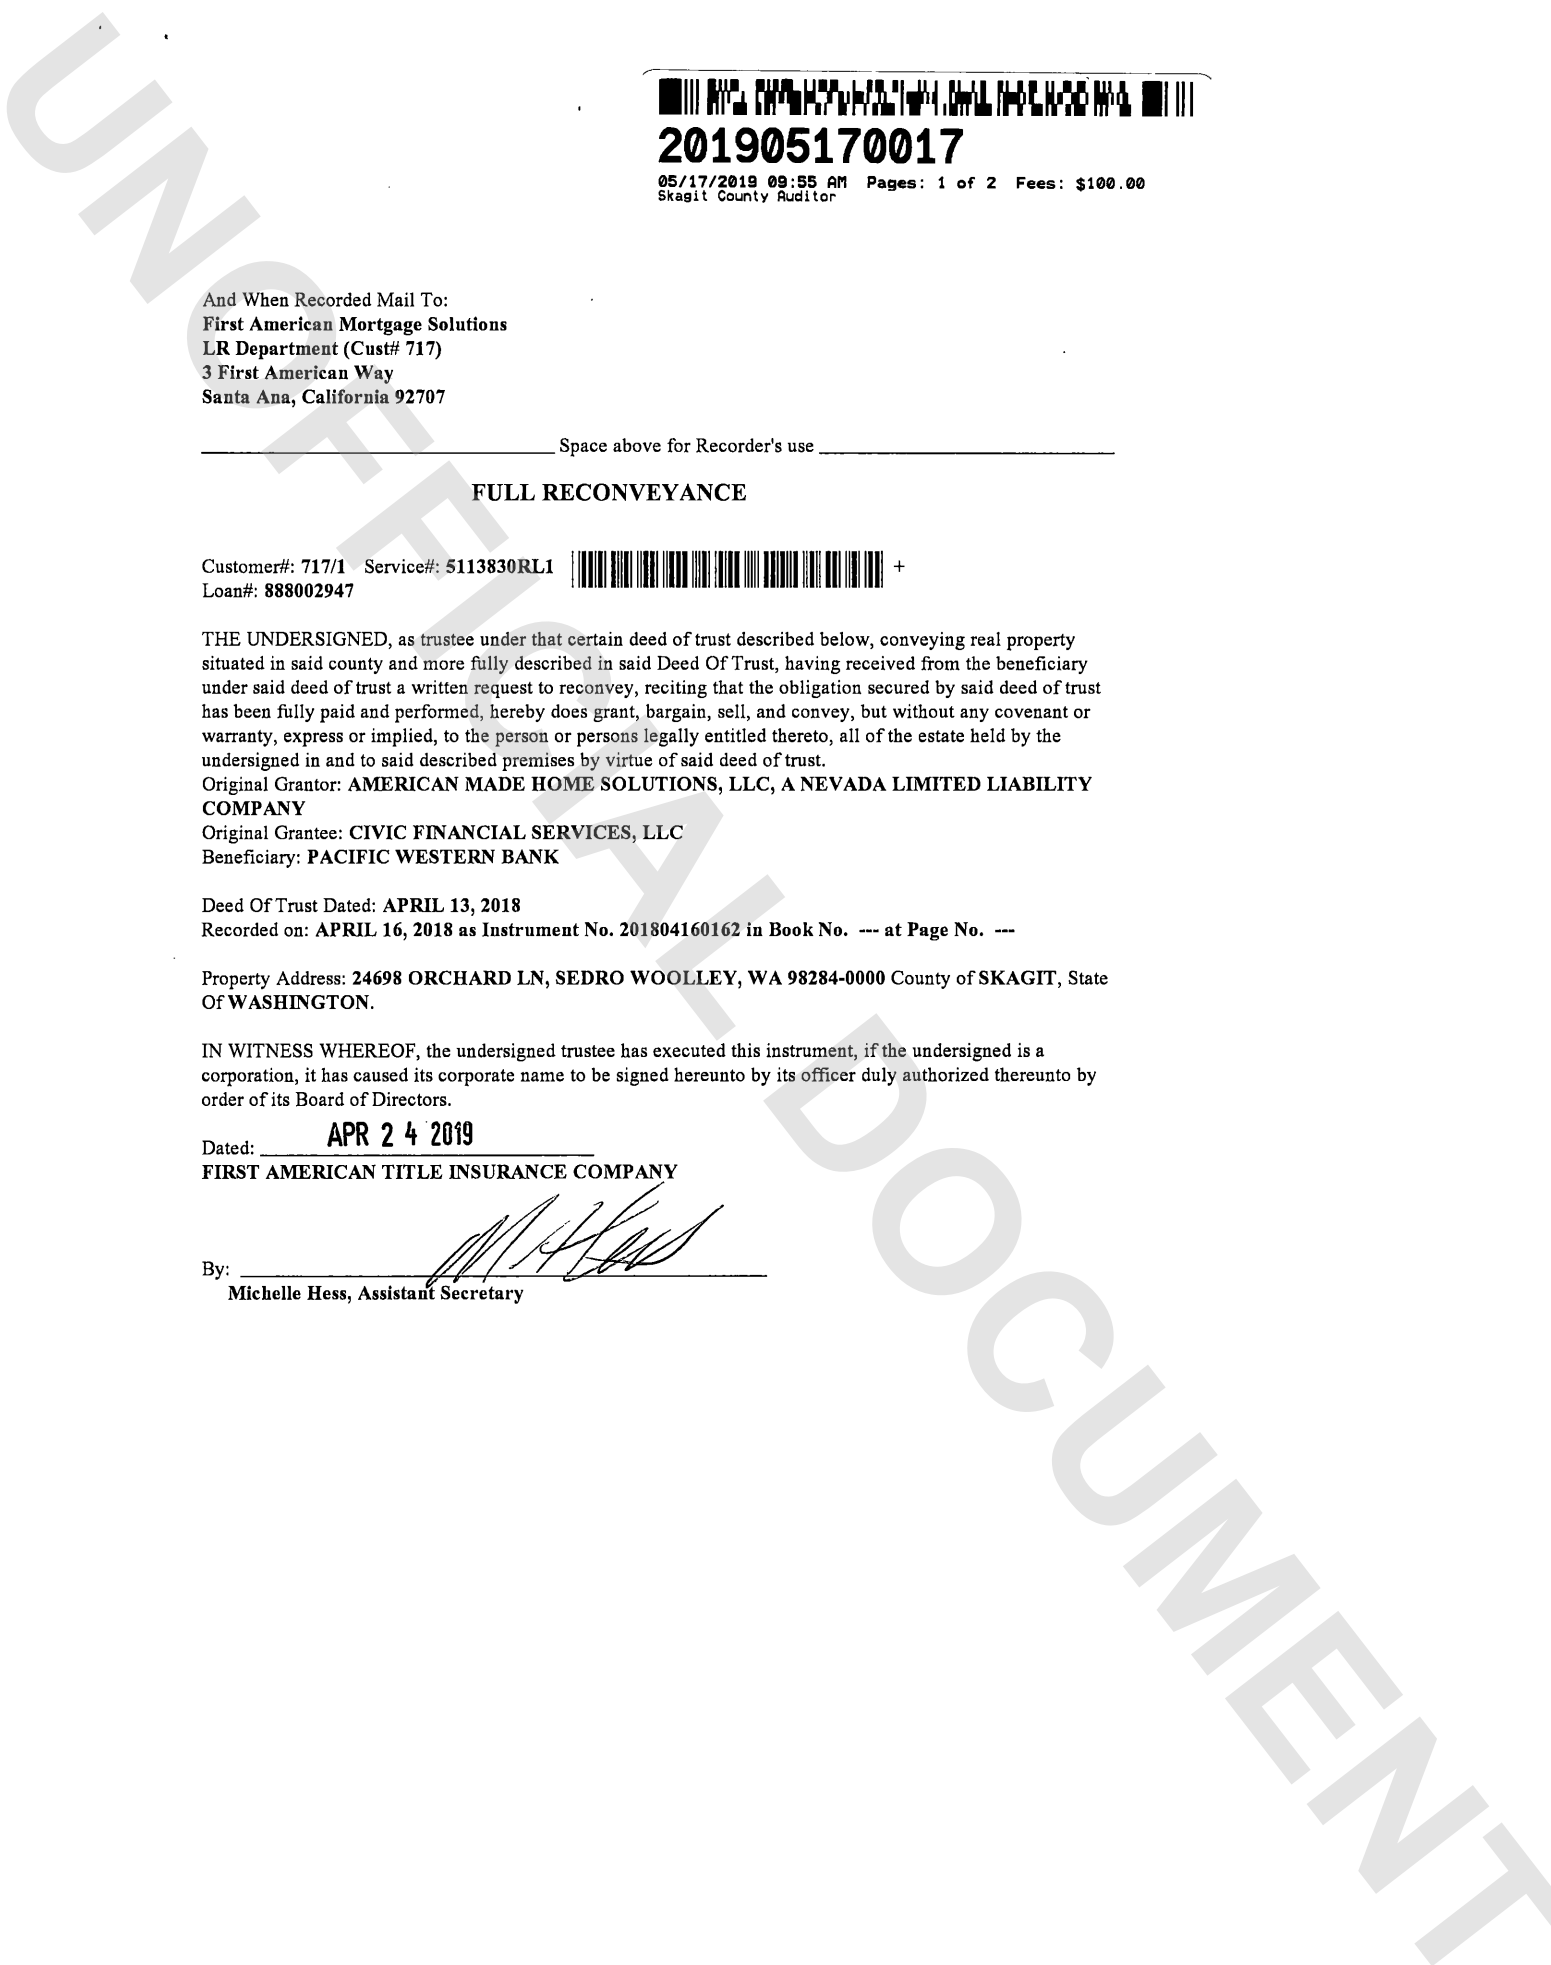 201905170017
05/17/2019 09:55 AM Pages: 1 of 2 Fees: $100.00
Skagit County Auditor
And When Recorded Mail To:
First American Mortgage Solutions
LR Department (Cust# 717)
3 First American Way
Santa Ana, California 92707
Space above for Recorder's use
FULL RECONVEYANCE
Customer#: 717/1 Service#: 5113830RL1 +
Loan#: 888002947
THE UNDERSIGNED, as trustee under that certain deed of trust described below, conveying real property
situated in said county and more fully described in said Deed Of Trust, having received from the beneficiary
under said deed of trust a written request to reconvey, reciting that the obligation secured by said deed of trust
has been fully paid and performed, hereby does grant, bargain, sell, and convey, but without any covenant or
warranty, express or implied, to the person or persons legally entitled thereto, all of the estate held by the
undersigned in and to said described premises by virtue of said deed of trust.
Original Grantor: AMERICAN MADE HOME SOLUTIONS, LLC, A NEVADA LIMITED LIABILITY
COMPANY
Original Grantee: CIVIC FINANCIAL SERVICES, LLC
Beneficiary: PACIFIC WESTERN BANK
Deed Of Trust Dated: APRIL 13, 2018
Recorded on: APRIL 16, 2018 as Instrument No. 201804160162 in Book No. --- at Page No. ---
Property Address: 24698 ORCHARD LN, SEDRO WOOLLEY, WA 98284-0000 County of SKAGIT, State
Of WASHINGTON.
IN WITNESS WHEREOF, the undersigned trustee has executed this instrument, if the undersigned is a
corporation, it has caused its corporate name to be signed hereunto by its officer duly authorized thereunto by
order of its Board of Directors.
Dated: APR 24 2019
FIRST AMERICAN TITLE INSURANCE COMPANY
By: M Hess
Michelle Hess, Assistant Secretary
UNOFFICIAL DOCUMENT